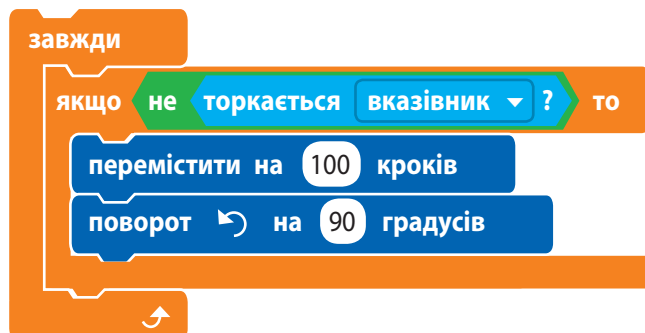 завжди
якщо не торкається вказівник ? то
перемістити на 100 кроків
поворот на 90 градусів